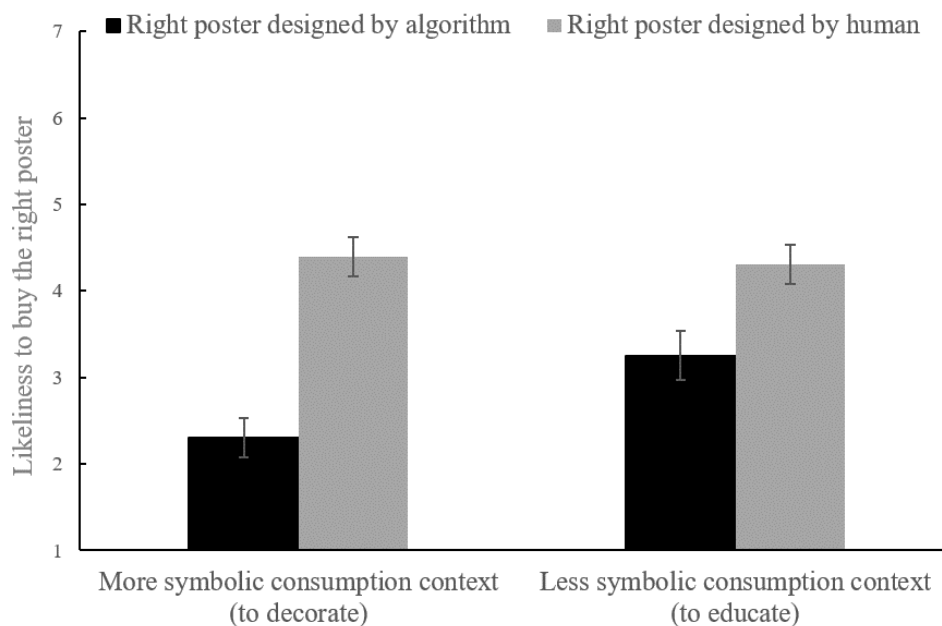 Right poster designed by algorithm
Right poster designed by human
Likeliness to buy the right poster
7
6
5
4
3
2
1
More symbolic consumption context
(to decorate)
Less symbolic consumption context
(to educate)